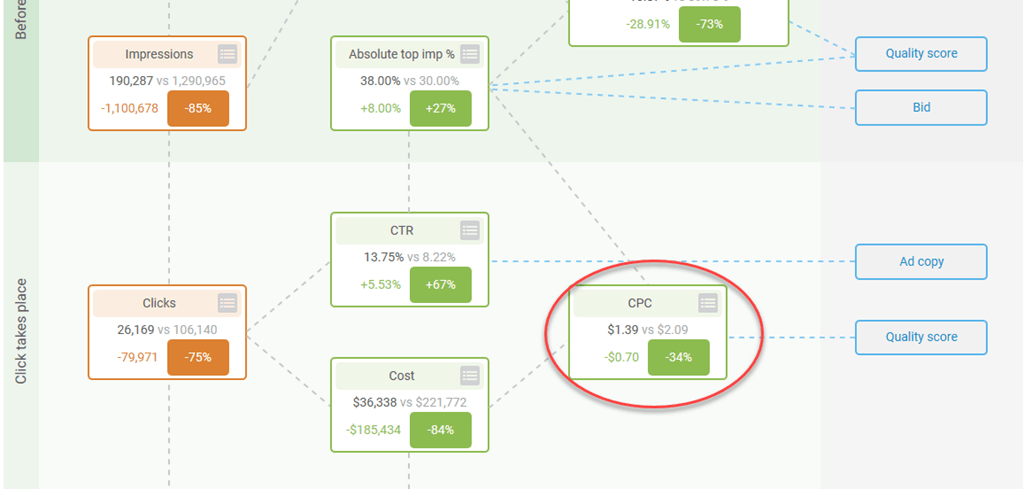 Before
-28.91% -73%
Impressions
190,287 vs 1,290,965
-1,100,678 -85%
Absolute top imp %
38.00% vs 30.00%
+8.00% +27%
Quality score
Bid
Click takes place
CTR
13.75% vs 8.22%
+5.53% +67%
Ad copy
Clicks
26,169 vs 106,140
-79,971 -75%
CPC
$1.39 vs $2.09
-$0.70 -34%
Quality score
Cost
$36,338 vs $221,772
-$185,434 -84%